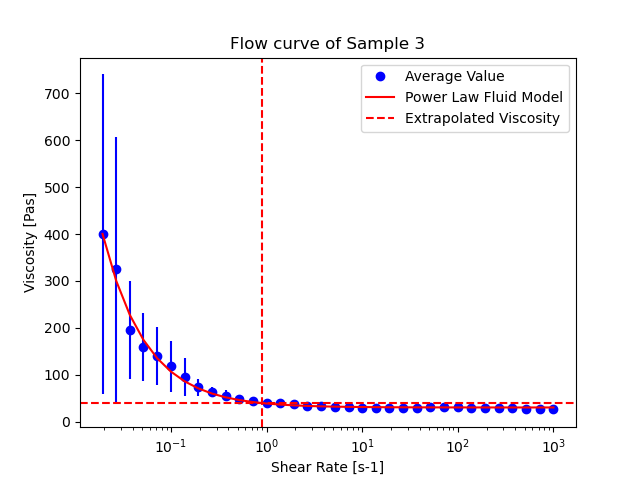 Flow curve of Sample 3
Average Value
Power Law Fluid Model
Extrapolated Viscosity
Viscosity [Pas]
700
600
500
400
300
200
100
0
10⁻¹ 10⁰ 10¹ 10² 10³
Shear Rate [s-1]